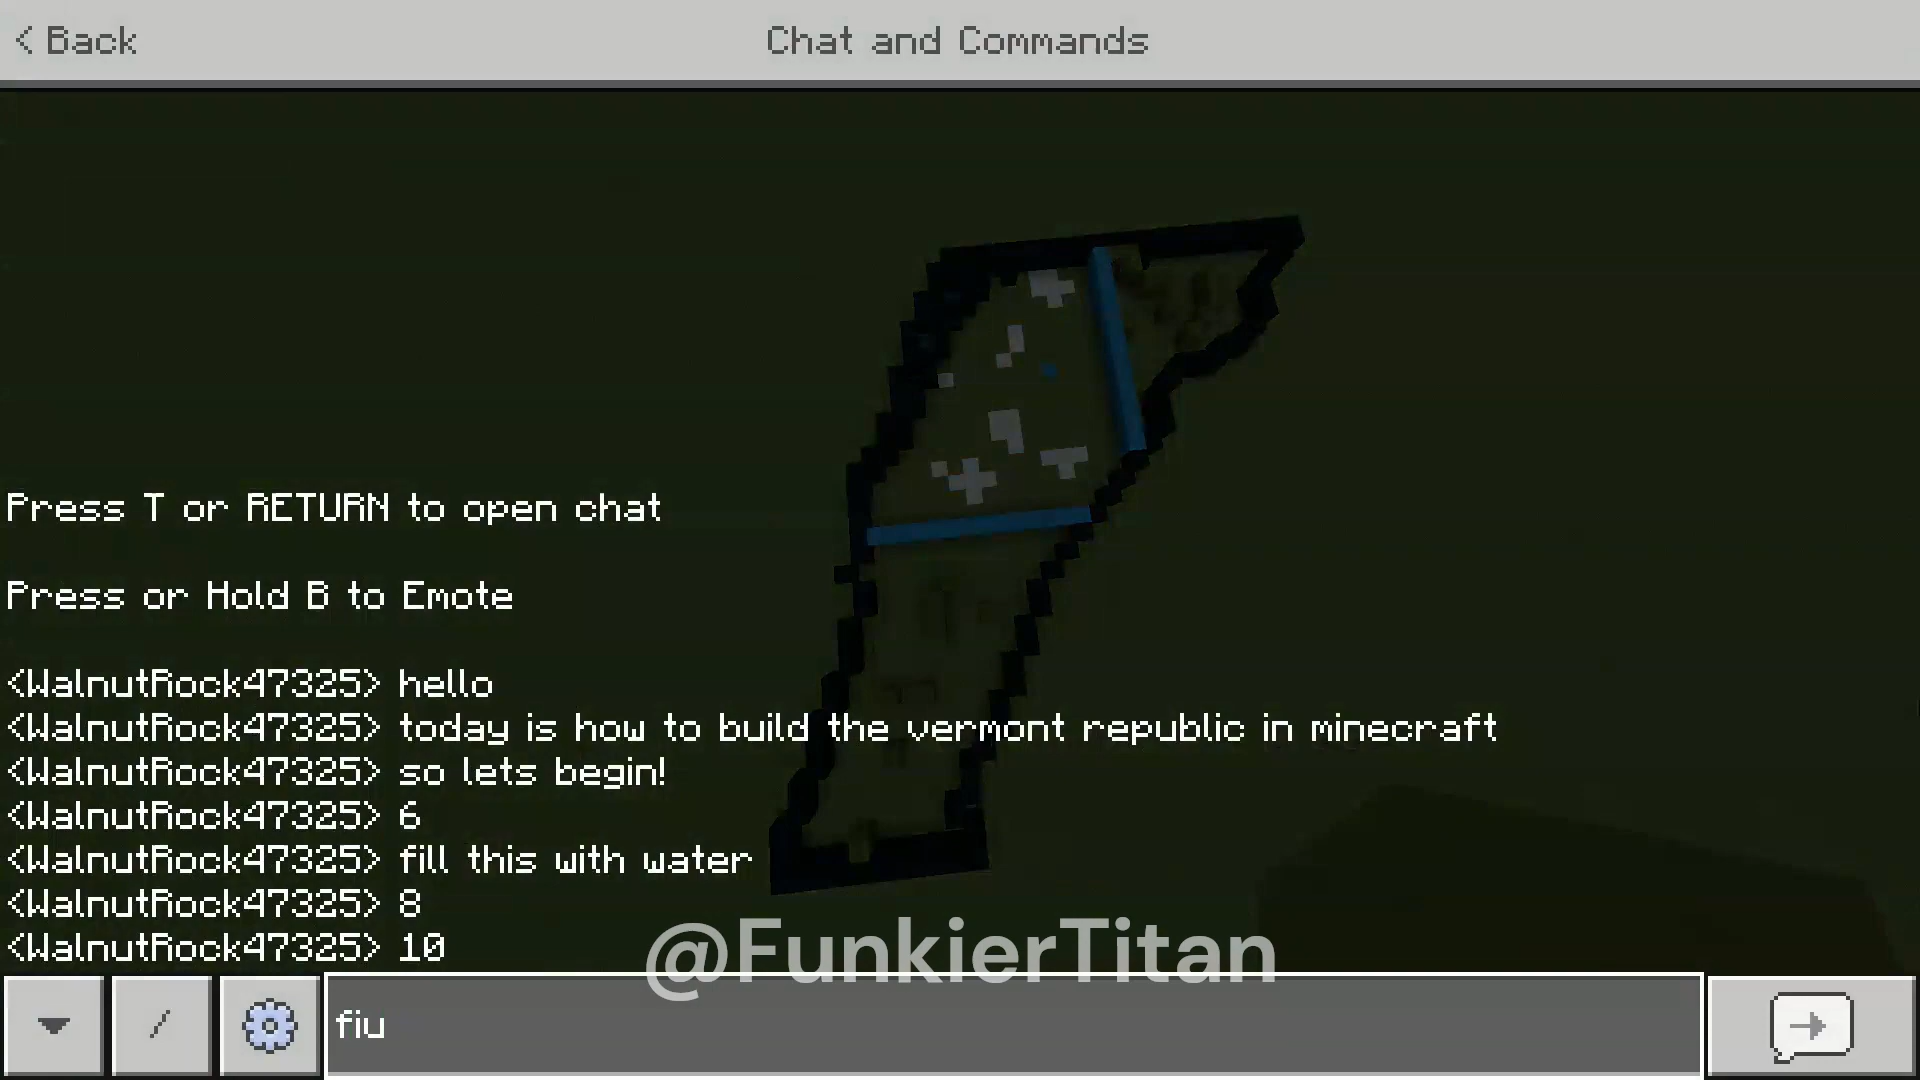 < Back
Chat and Commands
Press T or RETURN to open chat
Press or Hold B to Emote
<WalnutRock47325> hello
<WalnutRock47325> today is how to build the vermont republic in minecraft
<WalnutRock47325> so lets begin!
<WalnutRock47325> 6
<WalnutRock47325> fill this with water
<WalnutRock47325> 8
<WalnutRock47325> 10
@FunkierTitan
/
fiu